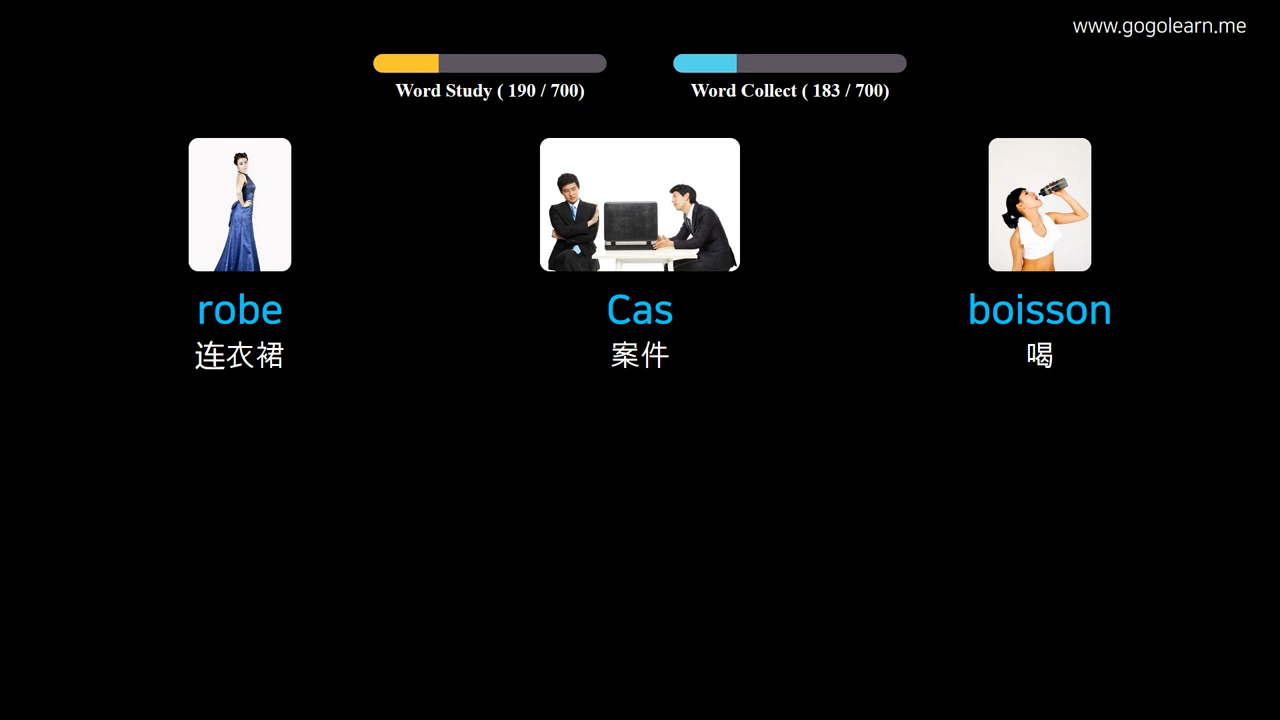 www.gogolearn.me
Word Study ( 190 / 700)
Word Collect ( 183 / 700)
robe
连衣裙
Cas
案件
boisson
喝